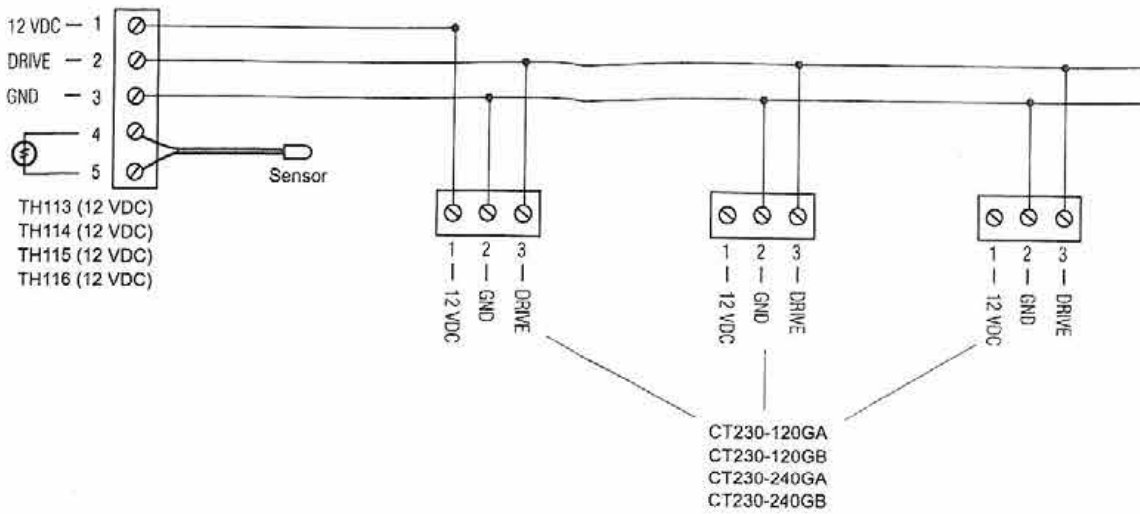 12 VDC — 1
DRIVE — 2
GND — 3
4
5
Sensor
TH113 (12 VDC)
TH114 (12 VDC)
TH115 (12 VDC)
TH116 (12 VDC)
1 2 3
— 12 VDC
— GND
— DRIVE
1 2 3
— 12 VDC
— GND
— DRIVE
1 2 3
— 12 VDC
— GND
— DRIVE
CT230-120GA
CT230-120GB
CT230-240GA
CT230-240GB